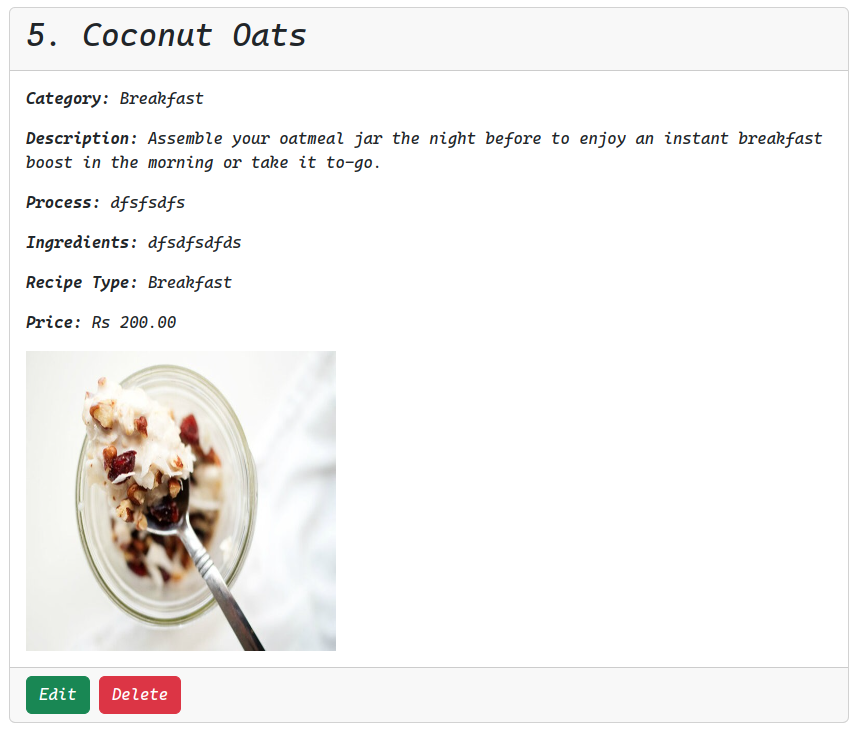 5. Coconut Oats
Category: Breakfast
Description: Assemble your oatmeal jar the night before to enjoy an instant breakfast
boost in the morning or take it to-go.
Process: dfsfsdfs
Ingredients: dfsdfsdfds
Recipe Type: Breakfast
Price: Rs 200.00
Edit Delete